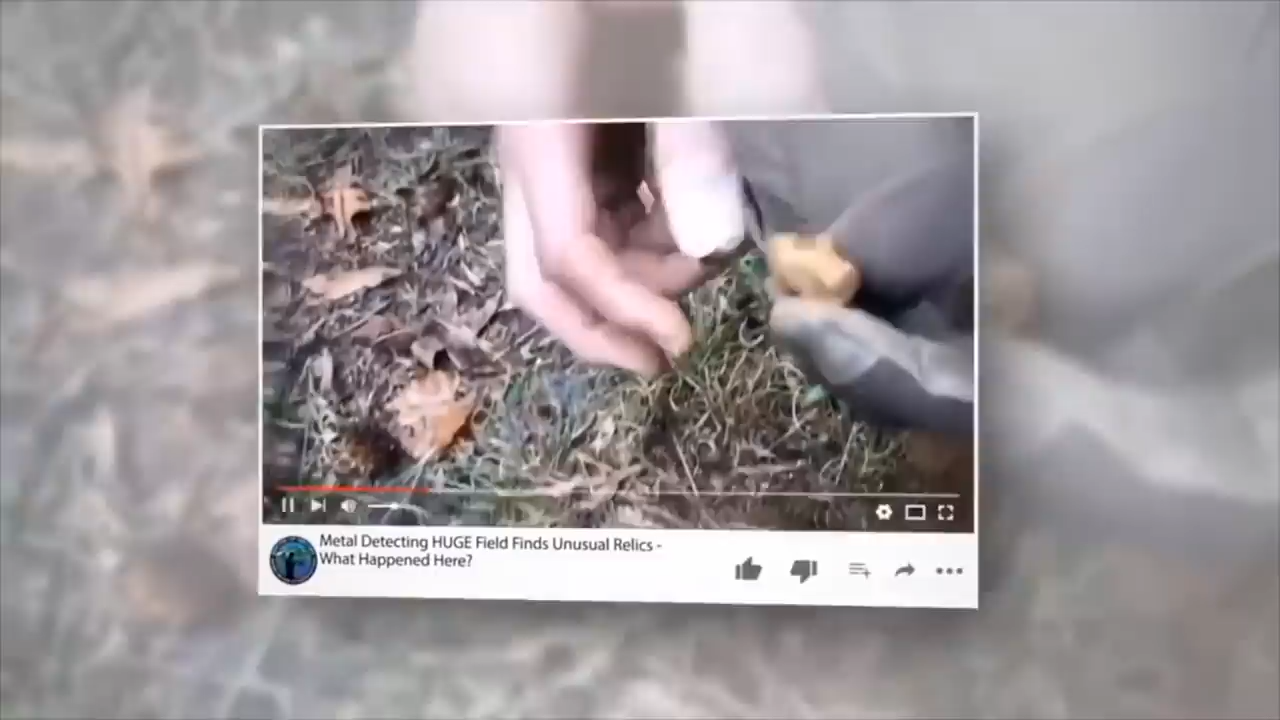 Metal Detecting HUGE Field Finds Unusual Relics -
What Happened Here?